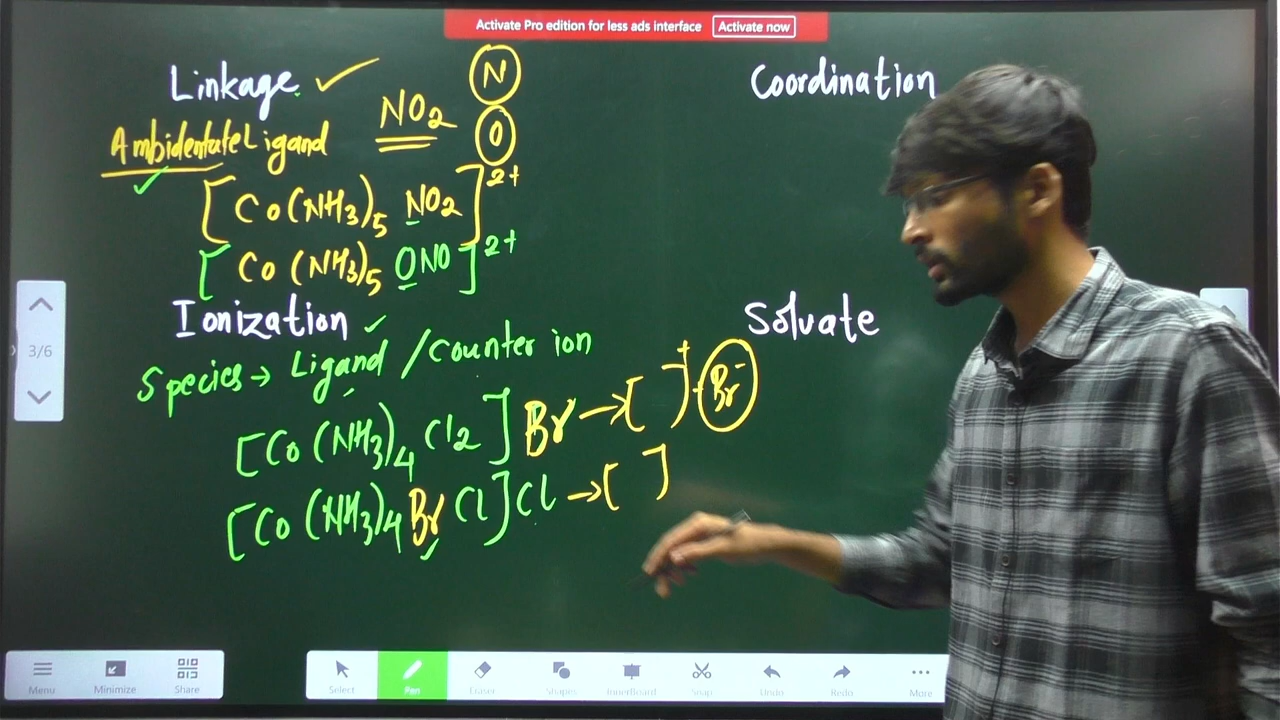 Activate Pro edition for less ads interface Activate now
Linkage ✓
NO2
N
O
Ambidentate Ligand
[Co(NH3)5 NO2]2+
[Co (NH3)5 ONO]2+
Ionization ✓
Species → Ligand / Counter ion
[Co (NH3)4 Cl2] Br → [ ]+ + Br-
[Co (NH3)4 Br Cl] Cl → [ ]
Coordination
Solvate
3/6
Menu Minimize Share Select Pen Eraser Shapes InnerBoard Snap Undo Redo More